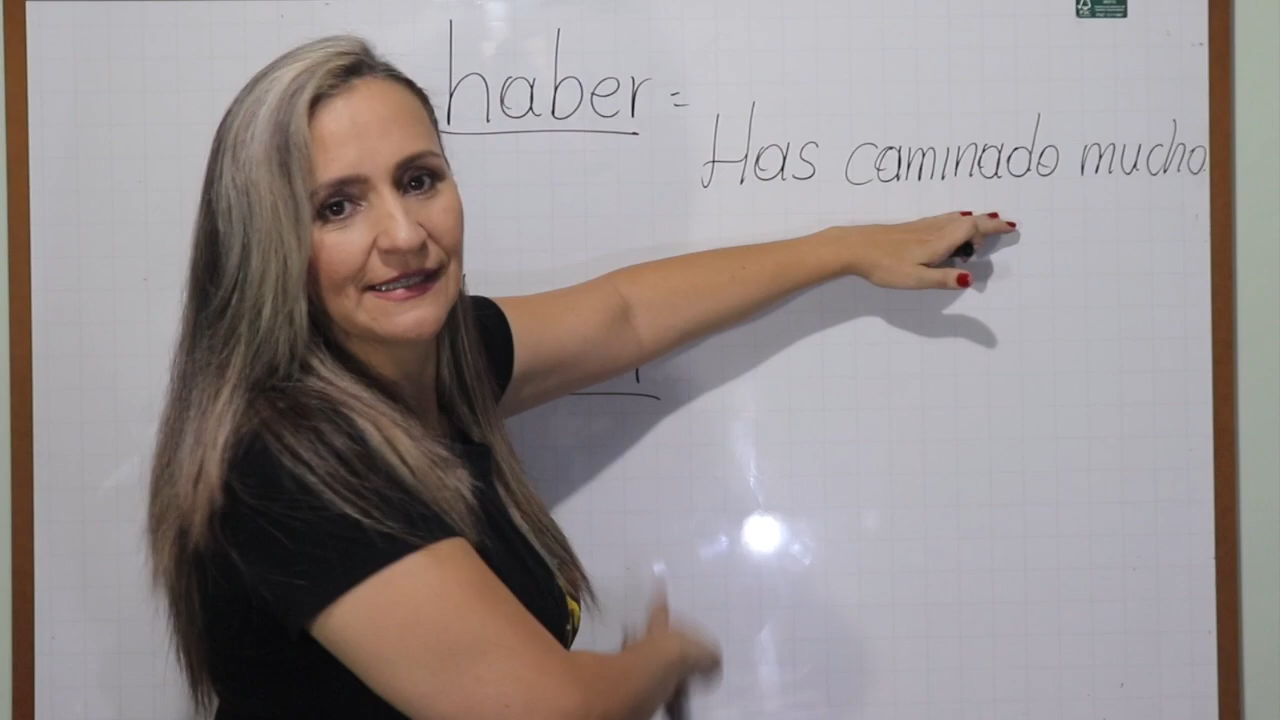 haber =
Has caminado mucho.